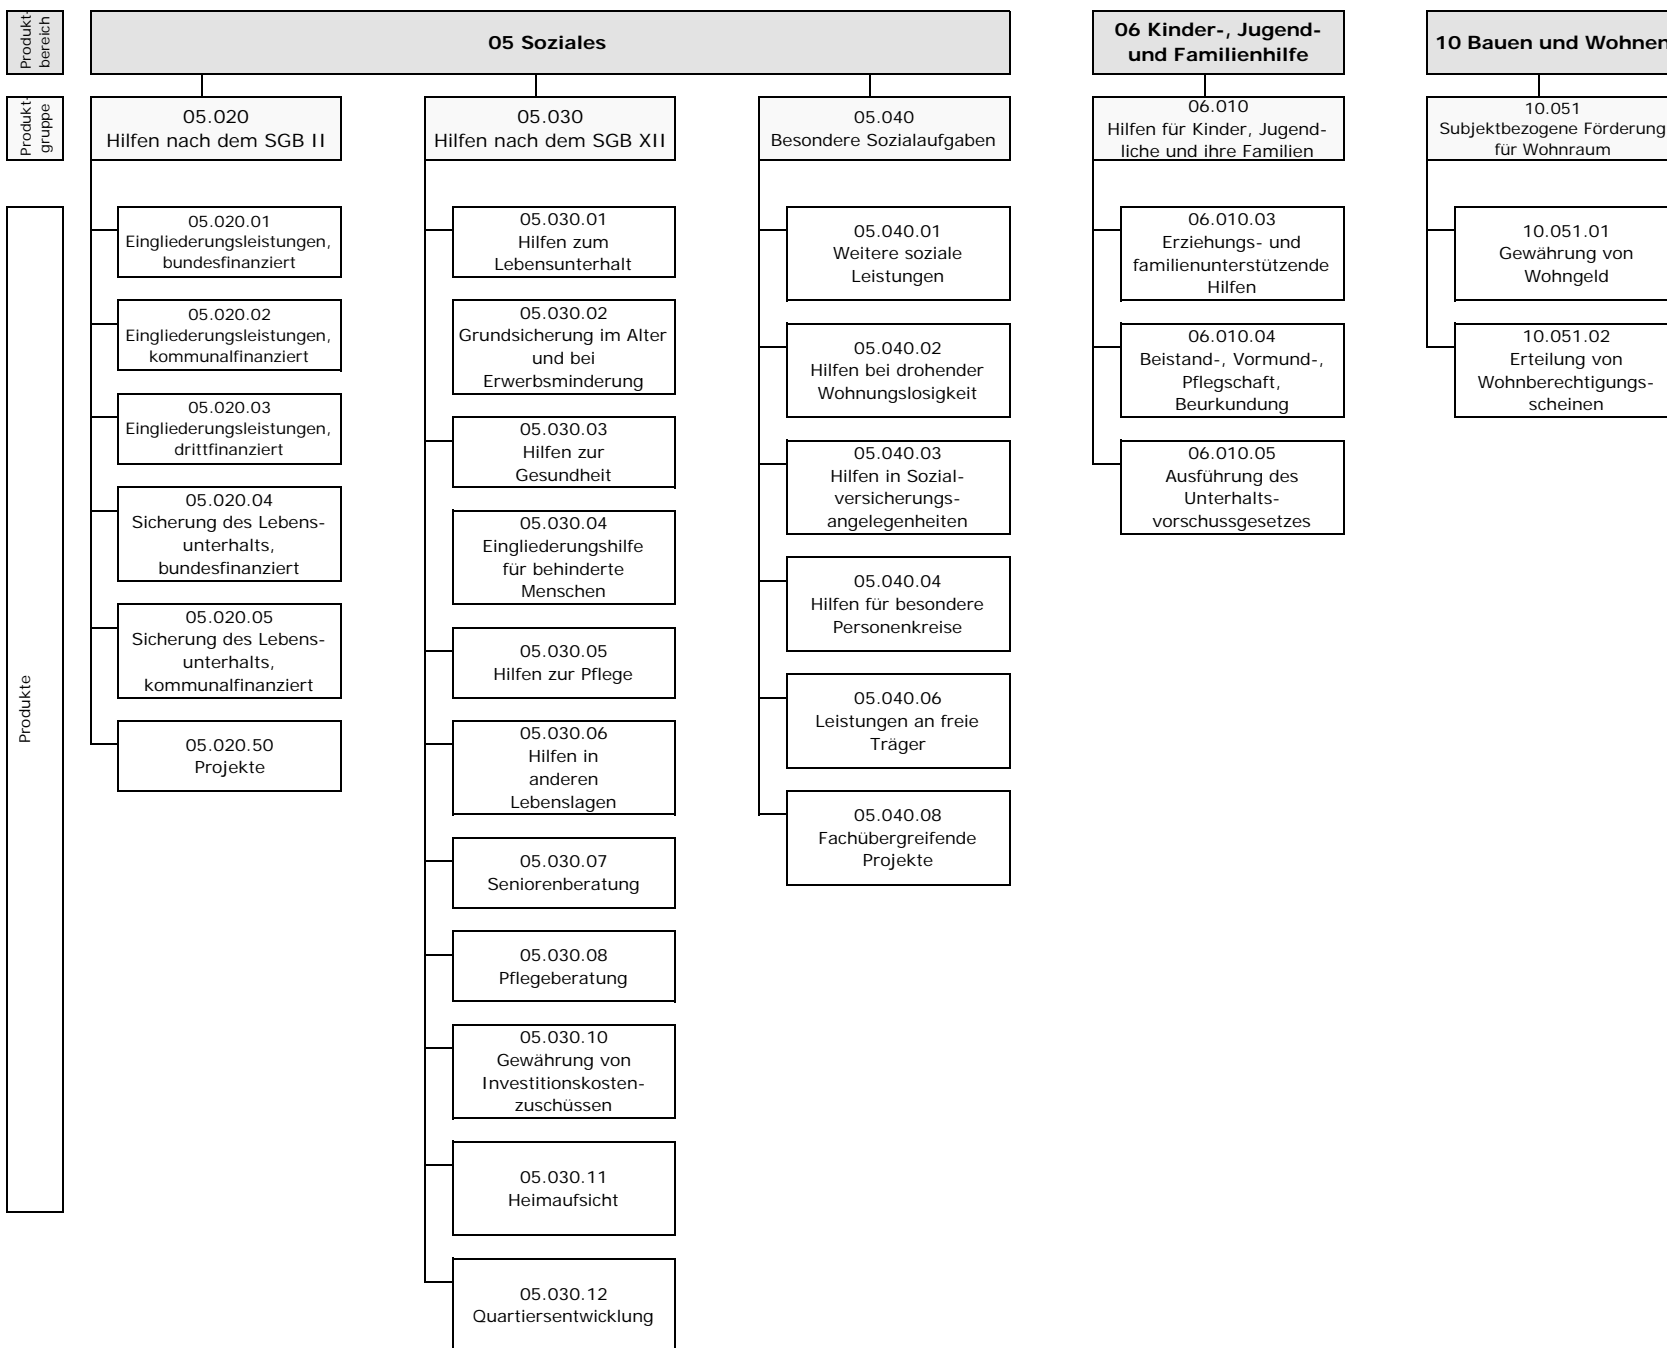 Produkt-
bereich
05 Soziales
06 Kinder-, Jugend-
und Familienhilfe
10 Bauen und Wohnen
Produkt-
gruppe
05.020
Hilfen nach dem SGB II
05.030
Hilfen nach dem SGB XII
05.040
Besondere Sozialaufgaben
06.010
Hilfen für Kinder, Jugend-
liche und ihre Familien
10.051
Subjektbezogene Förderung
für Wohnraum
Produkte
05.020.01
Eingliederungsleistungen,
bundesfinanziert
05.020.02
Eingliederungsleistungen,
kommunalfinanziert
05.020.03
Eingliederungsleistungen,
drittfinanziert
05.020.04
Sicherung des Lebens-
unterhalts,
bundesfinanziert
05.020.05
Sicherung des Lebens-
unterhalts,
kommunalfinanziert
05.020.50
Projekte
05.030.01
Hilfen zum
Lebensunterhalt
05.030.02
Grundsicherung im Alter
und bei
Erwerbsminderung
05.030.03
Hilfen zur
Gesundheit
05.030.04
Eingliederungshilfe
für behinderte
Menschen
05.030.05
Hilfen zur Pflege
05.030.06
Hilfen in
anderen
Lebenslagen
05.030.07
Seniorenberatung
05.030.08
Pflegeberatung
05.030.10
Gewährung von
Investitionskosten-
zuschüssen
05.030.11
Heimaufsicht
05.030.12
Quartiersentwicklung
05.040.01
Weitere soziale
Leistungen
05.040.02
Hilfen bei drohender
Wohnungslosigkeit
05.040.03
Hilfen in Sozial-
versicherungs-
angelegenheiten
05.040.04
Hilfen für besondere
Personenkreise
05.040.06
Leistungen an freie
Träger
05.040.08
Fachübergreifende
Projekte
06.010.03
Erziehungs- und
familienunterstützende
Hilfen
06.010.04
Beistand-, Vormund-,
Pflegschaft,
Beurkundung
06.010.05
Ausführung des
Unterhalts-
vorschussgesetzes
10.051.01
Gewährung von
Wohngeld
10.051.02
Erteilung von
Wohnberechtigungs-
scheinen